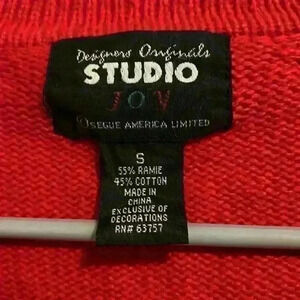 Designers Originals
STUDIO
JOY
SEGUE AMERICA LIMITED
S
55% RAMIE
45% COTTON
MADE IN
CHINA
EXCLUSIVE OF
DECORATIONS
RN# 63757